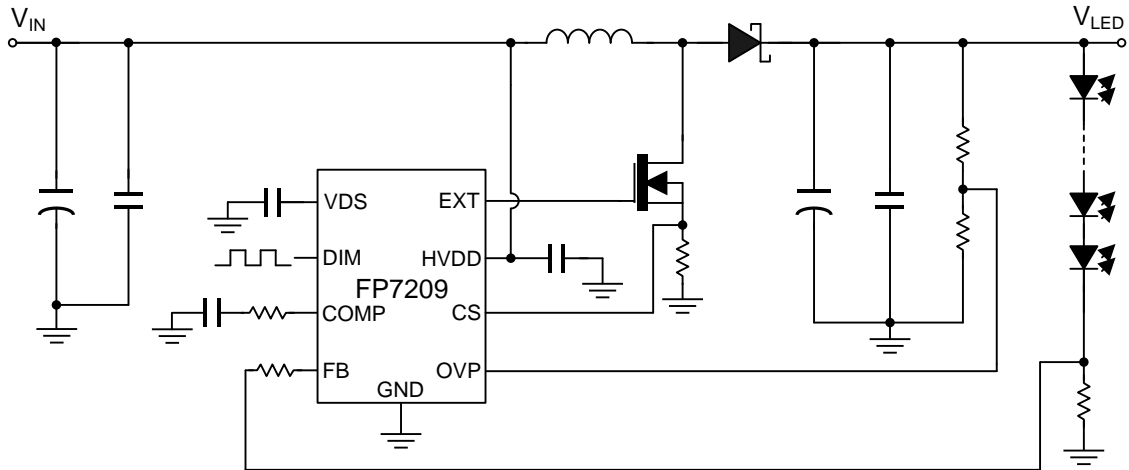 VIN
VLED
VDS
EXT
DIM
HVDD
FP7209
COMP
CS
FB
OVP
GND